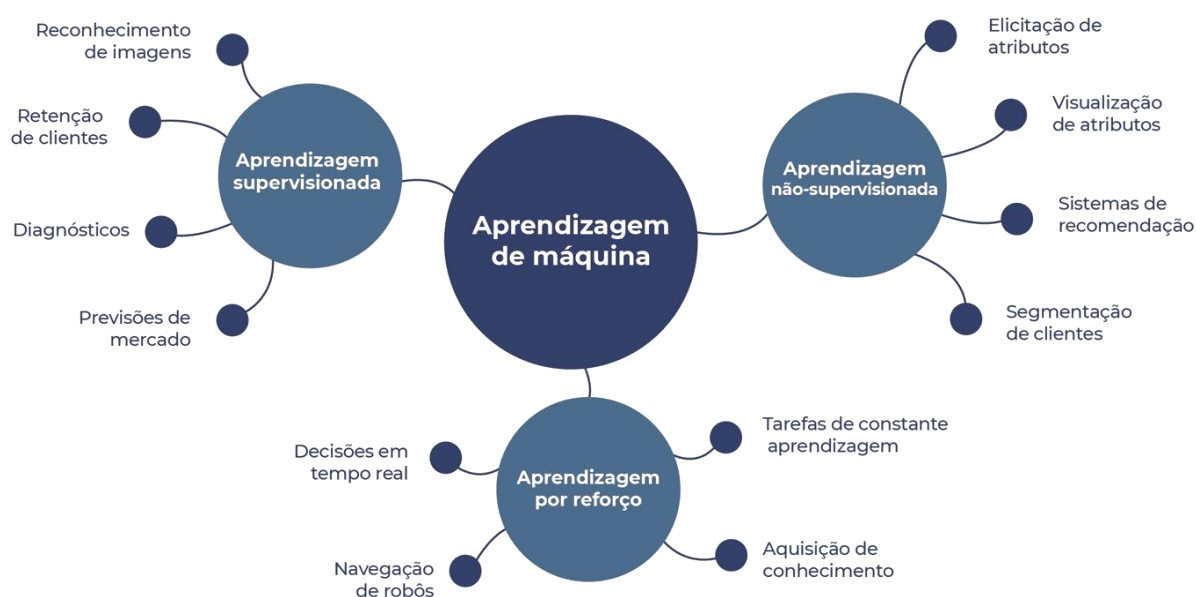 Reconhecimento
de imagens
Retenção
de clientes
Diagnósticos
Previsões de
mercado
Aprendizagem
supervisionada
Aprendizagem
de máquina
Aprendizagem
não-supervisionada
Elicitação de
atributos
Visualização
de atributos
Sistemas de
recomendação
Segmentação
de clientes
Aprendizagem
por reforço
Decisões em
tempo real
Navegação
de robôs
Tarefas de constante
aprendizagem
Aquisição de
conhecimento